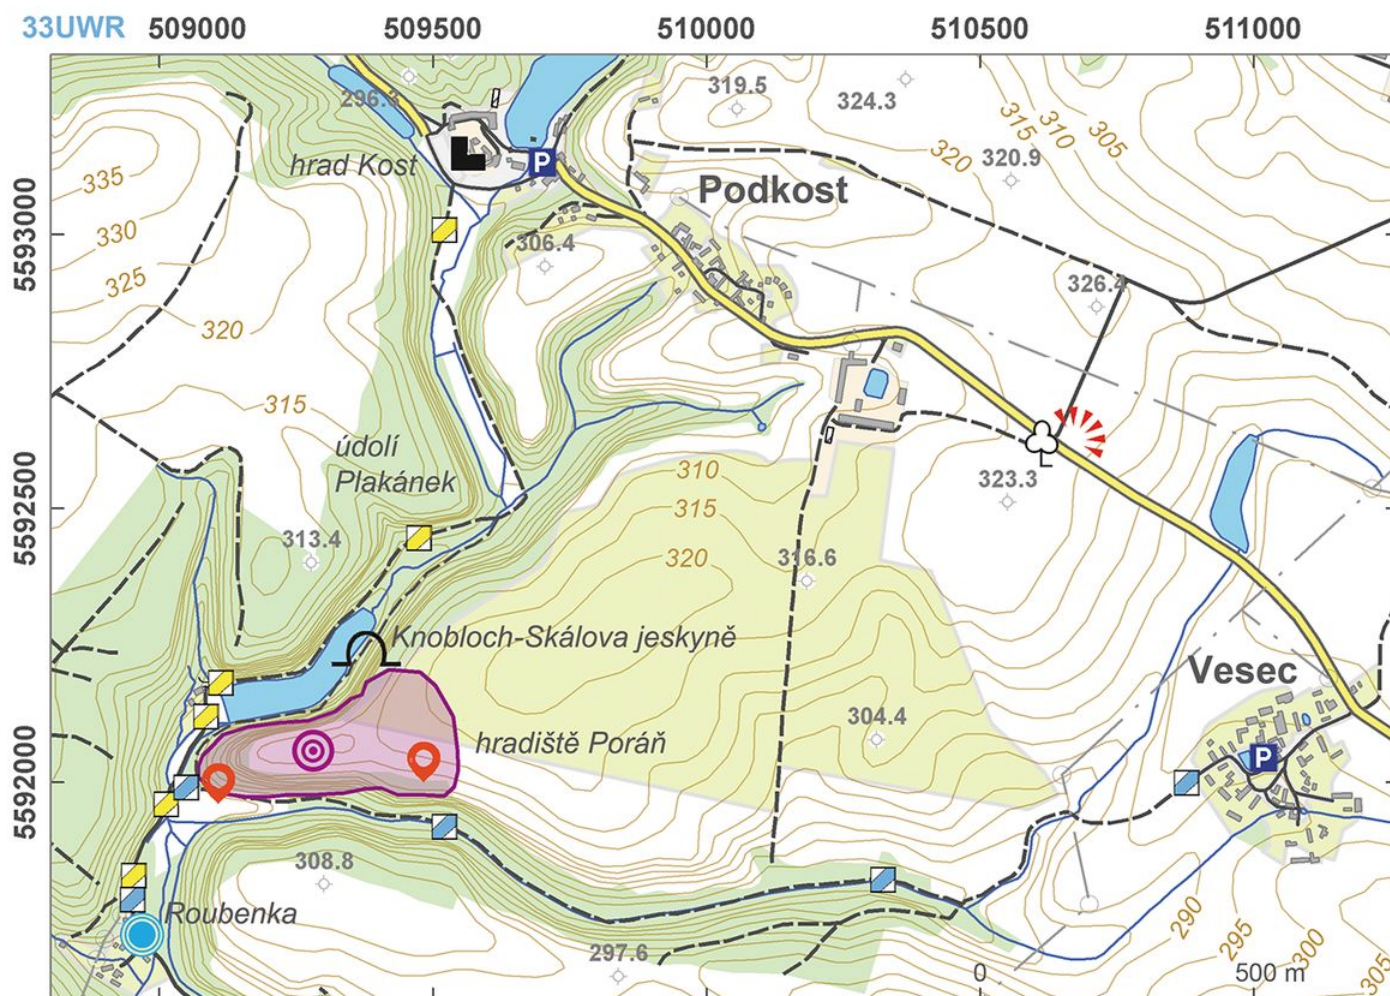 33UWR 509000 509500 510000 510500 511000
296.3
319.5
324.3
315
310
305
320
320.9
hrad Kost
P
335
330
325
320
315
Podkost
5593000
306.4
326.4
údolí
Plakánek
310
315
320
323.3
5592500
313.4
316.6
Knobloch-Skálova jeskyně
Vesec
304.4
hradiště Poráň
P
5592000
308.8
Roubenka
297.6
290
295
300
305
0 500 m